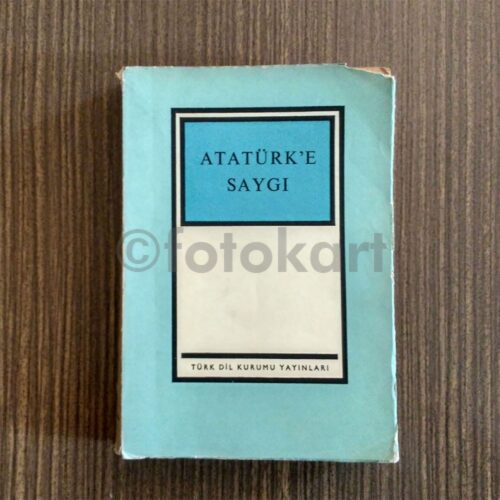 ATATÜRK'E
SAYGI
©fotokart
TÜRK DİL KURUMU YAYINLARI